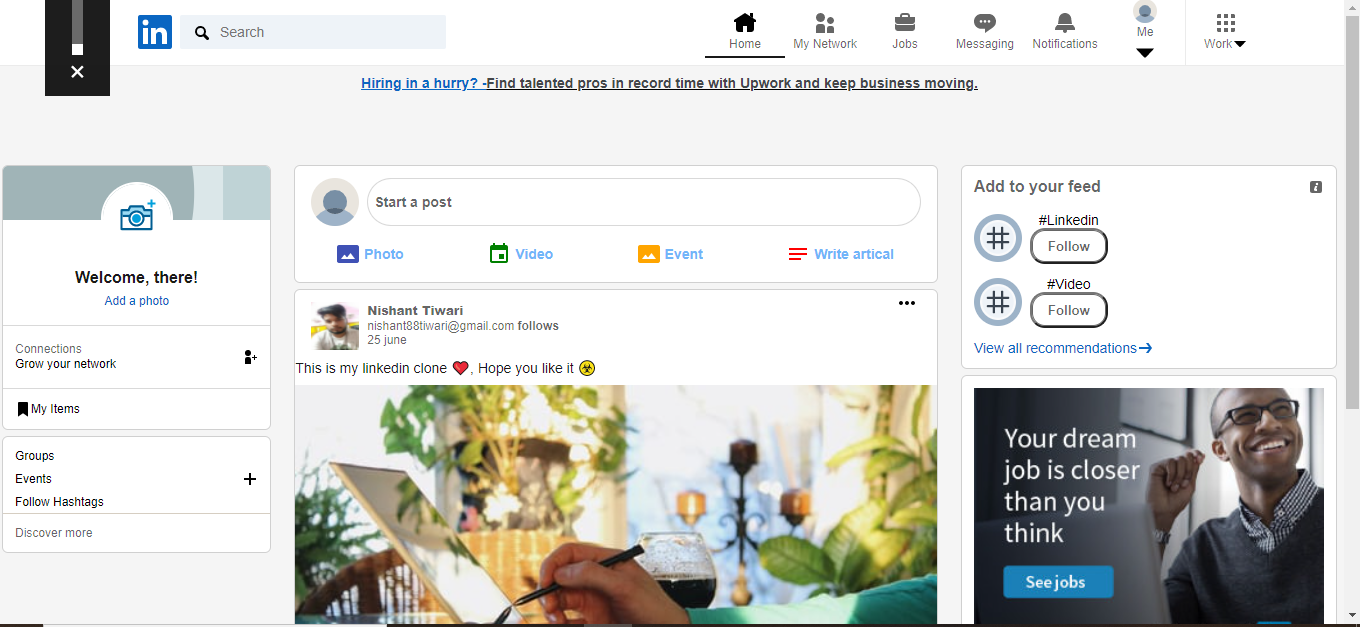 in
Search
Home
My Network
Jobs
Messaging
Notifications
Me
Work
Hiring in a hurry? -Find talented pros in record time with Upwork and keep business moving.
Welcome, there!
Add a photo
Connections
Grow your network
My Items
Groups
Events
Follow Hashtags
Discover more
Start a post
Photo
Video
Event
Write artical
Nishant Tiwari
nishant88tiwari@gmail.com follows
25 june
This is my linkedin clone ❤️, Hope you like it ☣
Add to your feed
#Linkedin
Follow
#Video
Follow
View all recommendations
Your dream
job is closer
than you
think
See jobs